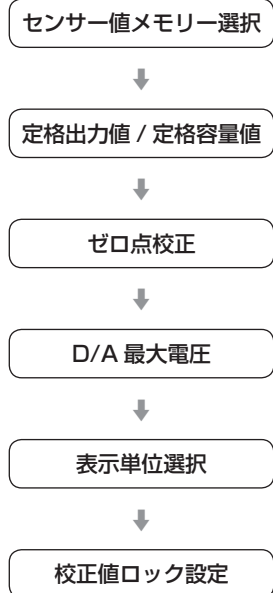 センサー値メモリー選択
定格出力値 / 定格容量値
ゼロ点校正
D/A 最大電圧
表示単位選択
校正値ロック設定